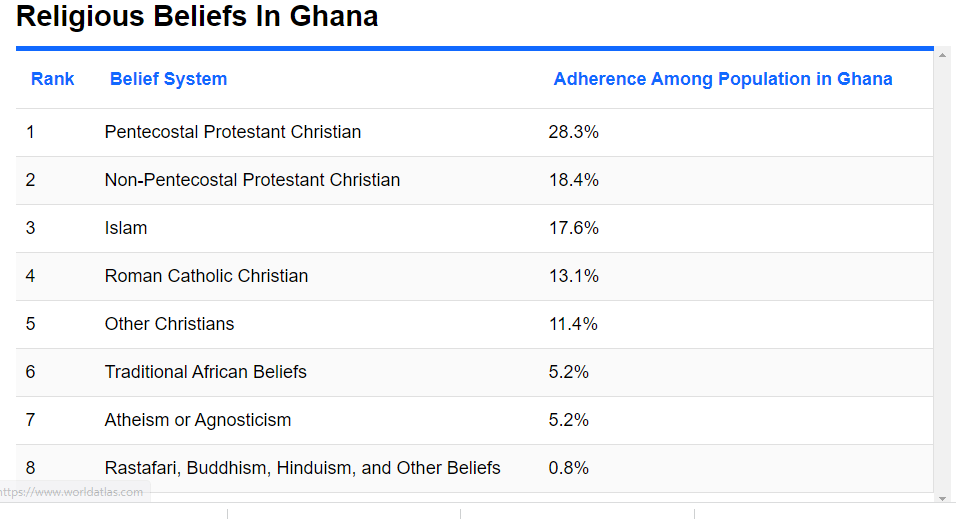 Religious Beliefs In Ghana
Rank Belief System Adherence Among Population in Ghana
1 Pentecostal Protestant Christian 28.3%
2 Non-Pentecostal Protestant Christian 18.4%
3 Islam 17.6%
4 Roman Catholic Christian 13.1%
5 Other Christians 11.4%
6 Traditional African Beliefs 5.2%
7 Atheism or Agnosticism 5.2%
8 Rastafari, Buddhism, Hinduism, and Other Beliefs 0.8%
https://www.worldatlas.com